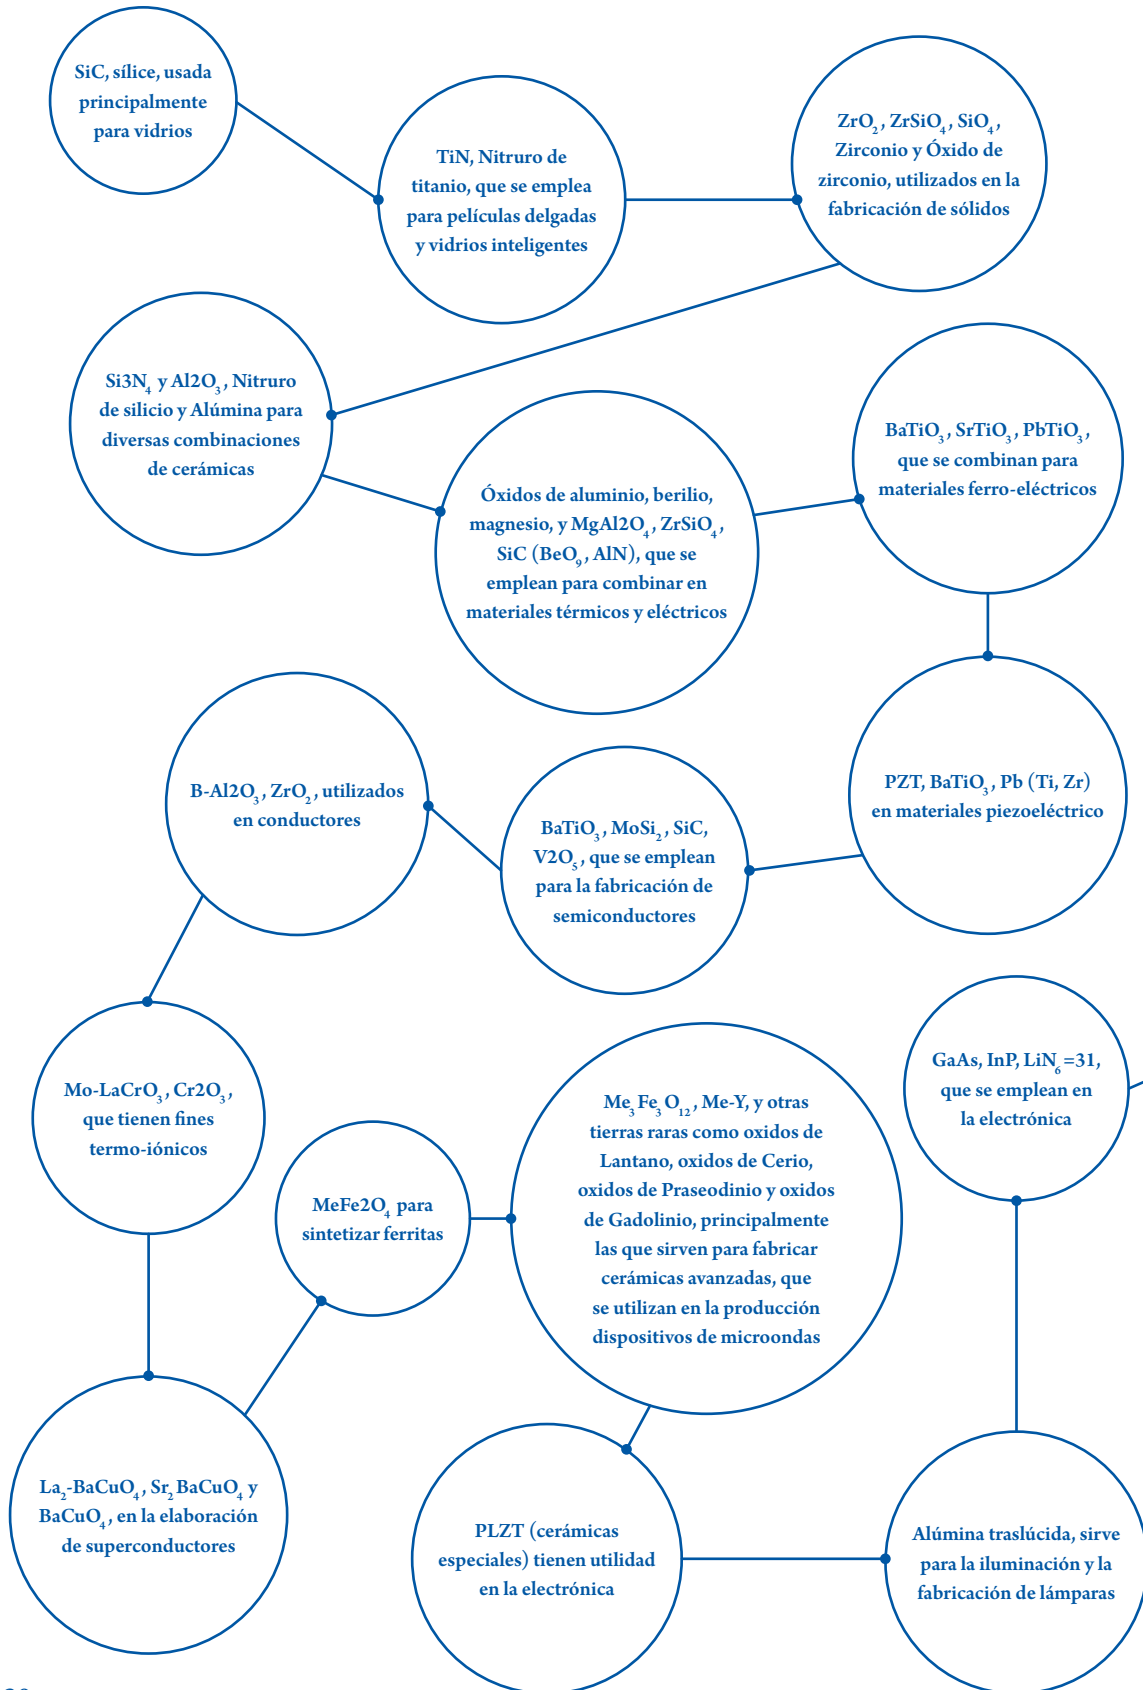 SiC, sílice, usada
principalmente
para vidrios
TiN, Nitruro de
titanio, que se emplea
para películas delgadas
y vidrios inteligentes
ZrO₂, ZrSiO₄, SiO₄,
Zirconio y Óxido de
zirconio, utilizados en la
fabricación de sólidos
Si3N₄ y Al2O₃, Nitruro
de silicio y Alúmina para
diversas combinaciones
de cerámicas
Óxidos de aluminio, berilio,
magnesio, y MgAl2O₄, ZrSiO₄,
SiC (BeO₉, AlN), que se
emplean para combinar en
materiales térmicos y eléctricos
BaTiO₃, SrTiO₃, PbTiO₃,
que se combinan para
materiales ferro-eléctricos
PZT, BaTiO₃, Pb (Ti, Zr)
en materiales piezoeléctrico
BaTiO₃, MoSi₂, SiC,
V2O₅, que se emplean
para la fabricación de
semiconductores
B-Al2O₃, ZrO₂, utilizados
en conductores
Mo-LaCrO₃, Cr2O₃,
que tienen fines
termo-iónicos
La₂-BaCuO₄, Sr₂ BaCuO₄ y
BaCuO₄, en la elaboración
de superconductores
MeFe2O₄ para
sintetizar ferritas
Me₃ Fe₃ O₁₂, Me-Y, y otras
tierras raras como oxidos de
Lantano, oxidos de Cerio,
oxidos de Praseodinio y oxidos
de Gadolinio, principalmente
las que sirven para fabricar
cerámicas avanzadas, que
se utilizan en la producción
dispositivos de microondas
PLZT (cerámicas
especiales) tienen utilidad
en la electrónica
Alúmina traslúcida, sirve
para la iluminación y la
fabricación de lámparas
GaAs, InP, LiN₆=31,
que se emplean en
la electrónica